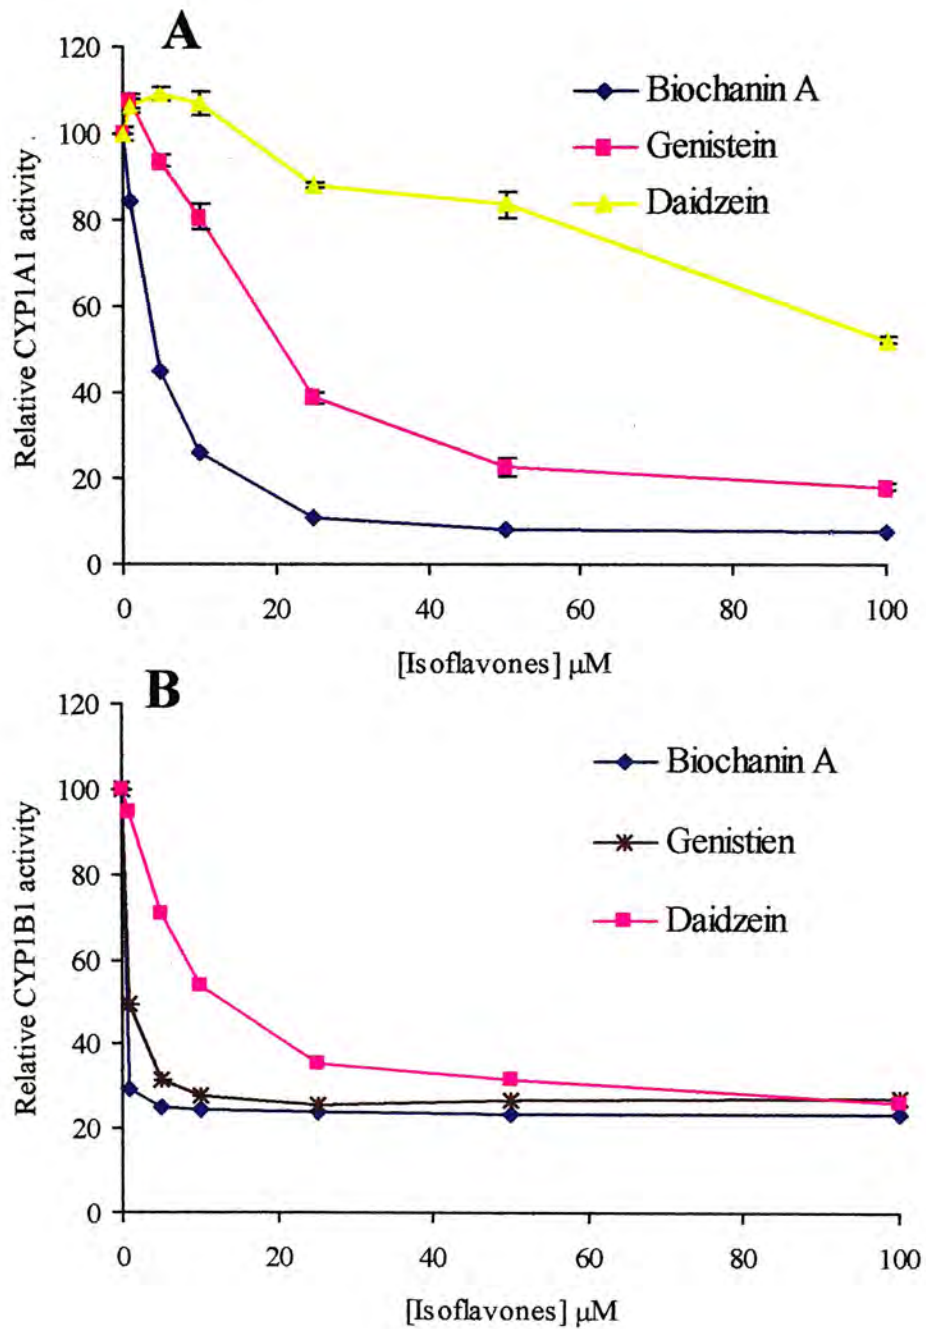 A
120
100
80
60
40
20
0
Relative CYP1A1 activity
Biochanin A
Genistein
Daidzein
0 20 40 60 80 100
[Isoflavones] μM
B
120
100
80
60
40
20
0
Relative CYP1B1 activity
Biochanin A
Genistien
Daidzein
0 20 40 60 80 100
[Isoflavones] μM